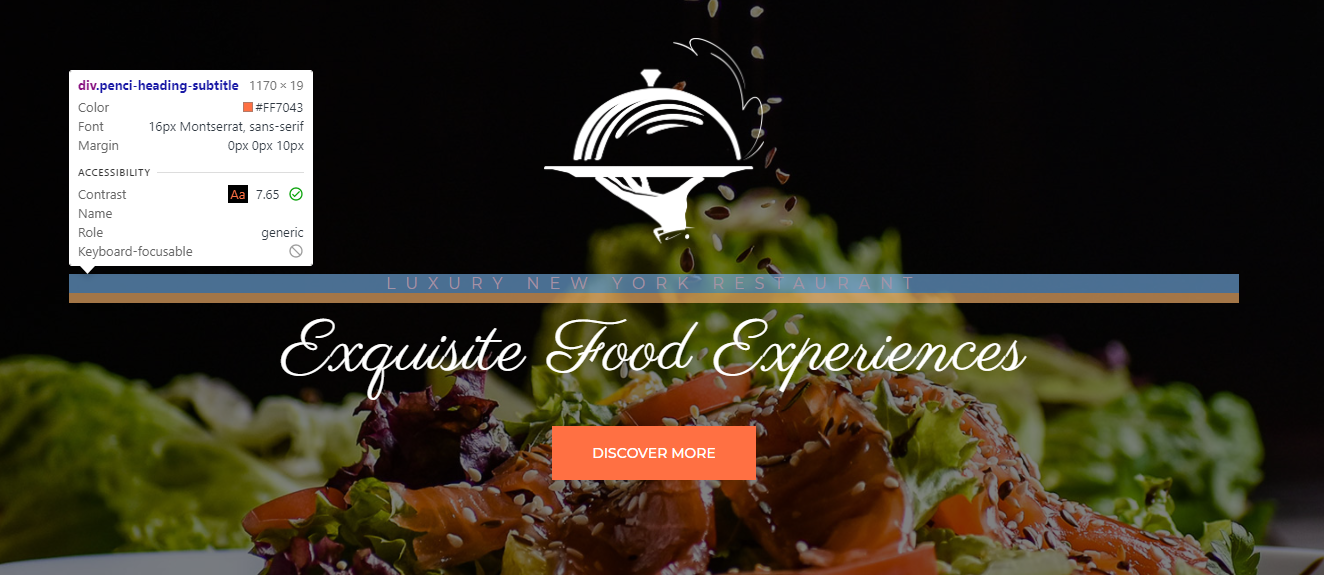 div.penci-heading-subtitle 1170 × 19
Color #FF7043
Font 16px Montserrat, sans-serif
Margin 0px 0px 10px
ACCESSIBILITY
Contrast Aa 7.65
Name
Role generic
Keyboard-focusable
LUXURY NEW YORK RESTAURANT
Exquisite Food Experiences
DISCOVER MORE